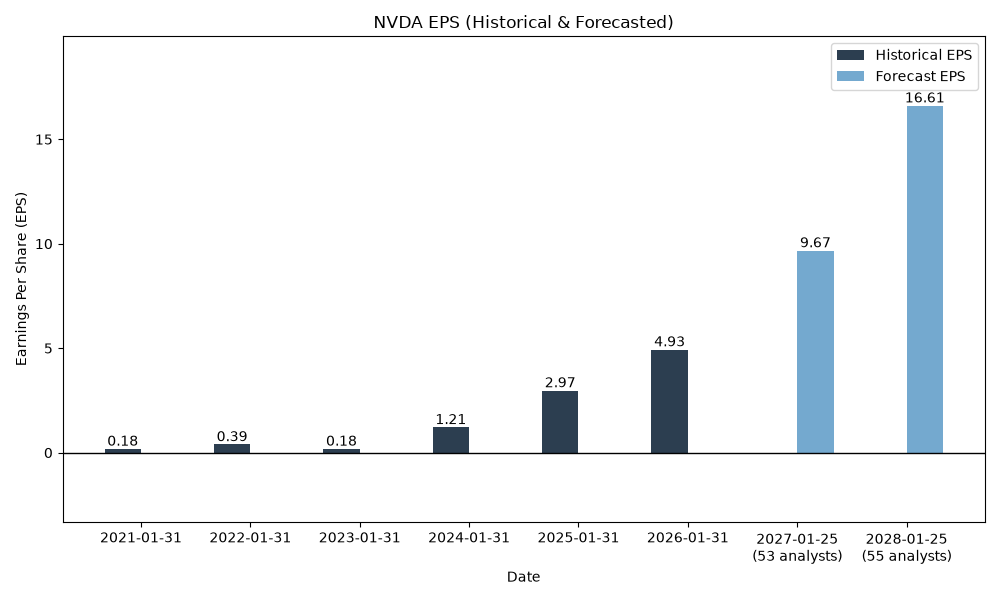 NVDA EPS (Historical & Forecasted)
Historical EPS
Forecast EPS
Earnings Per Share (EPS)
15
10
5
0
0.18
0.39
0.18
1.21
2.97
4.93
9.67
16.61
2021-01-31
2022-01-31
2023-01-31
2024-01-31
2025-01-31
2026-01-31
2027-01-25
(53 analysts)
2028-01-25
(55 analysts)
Date